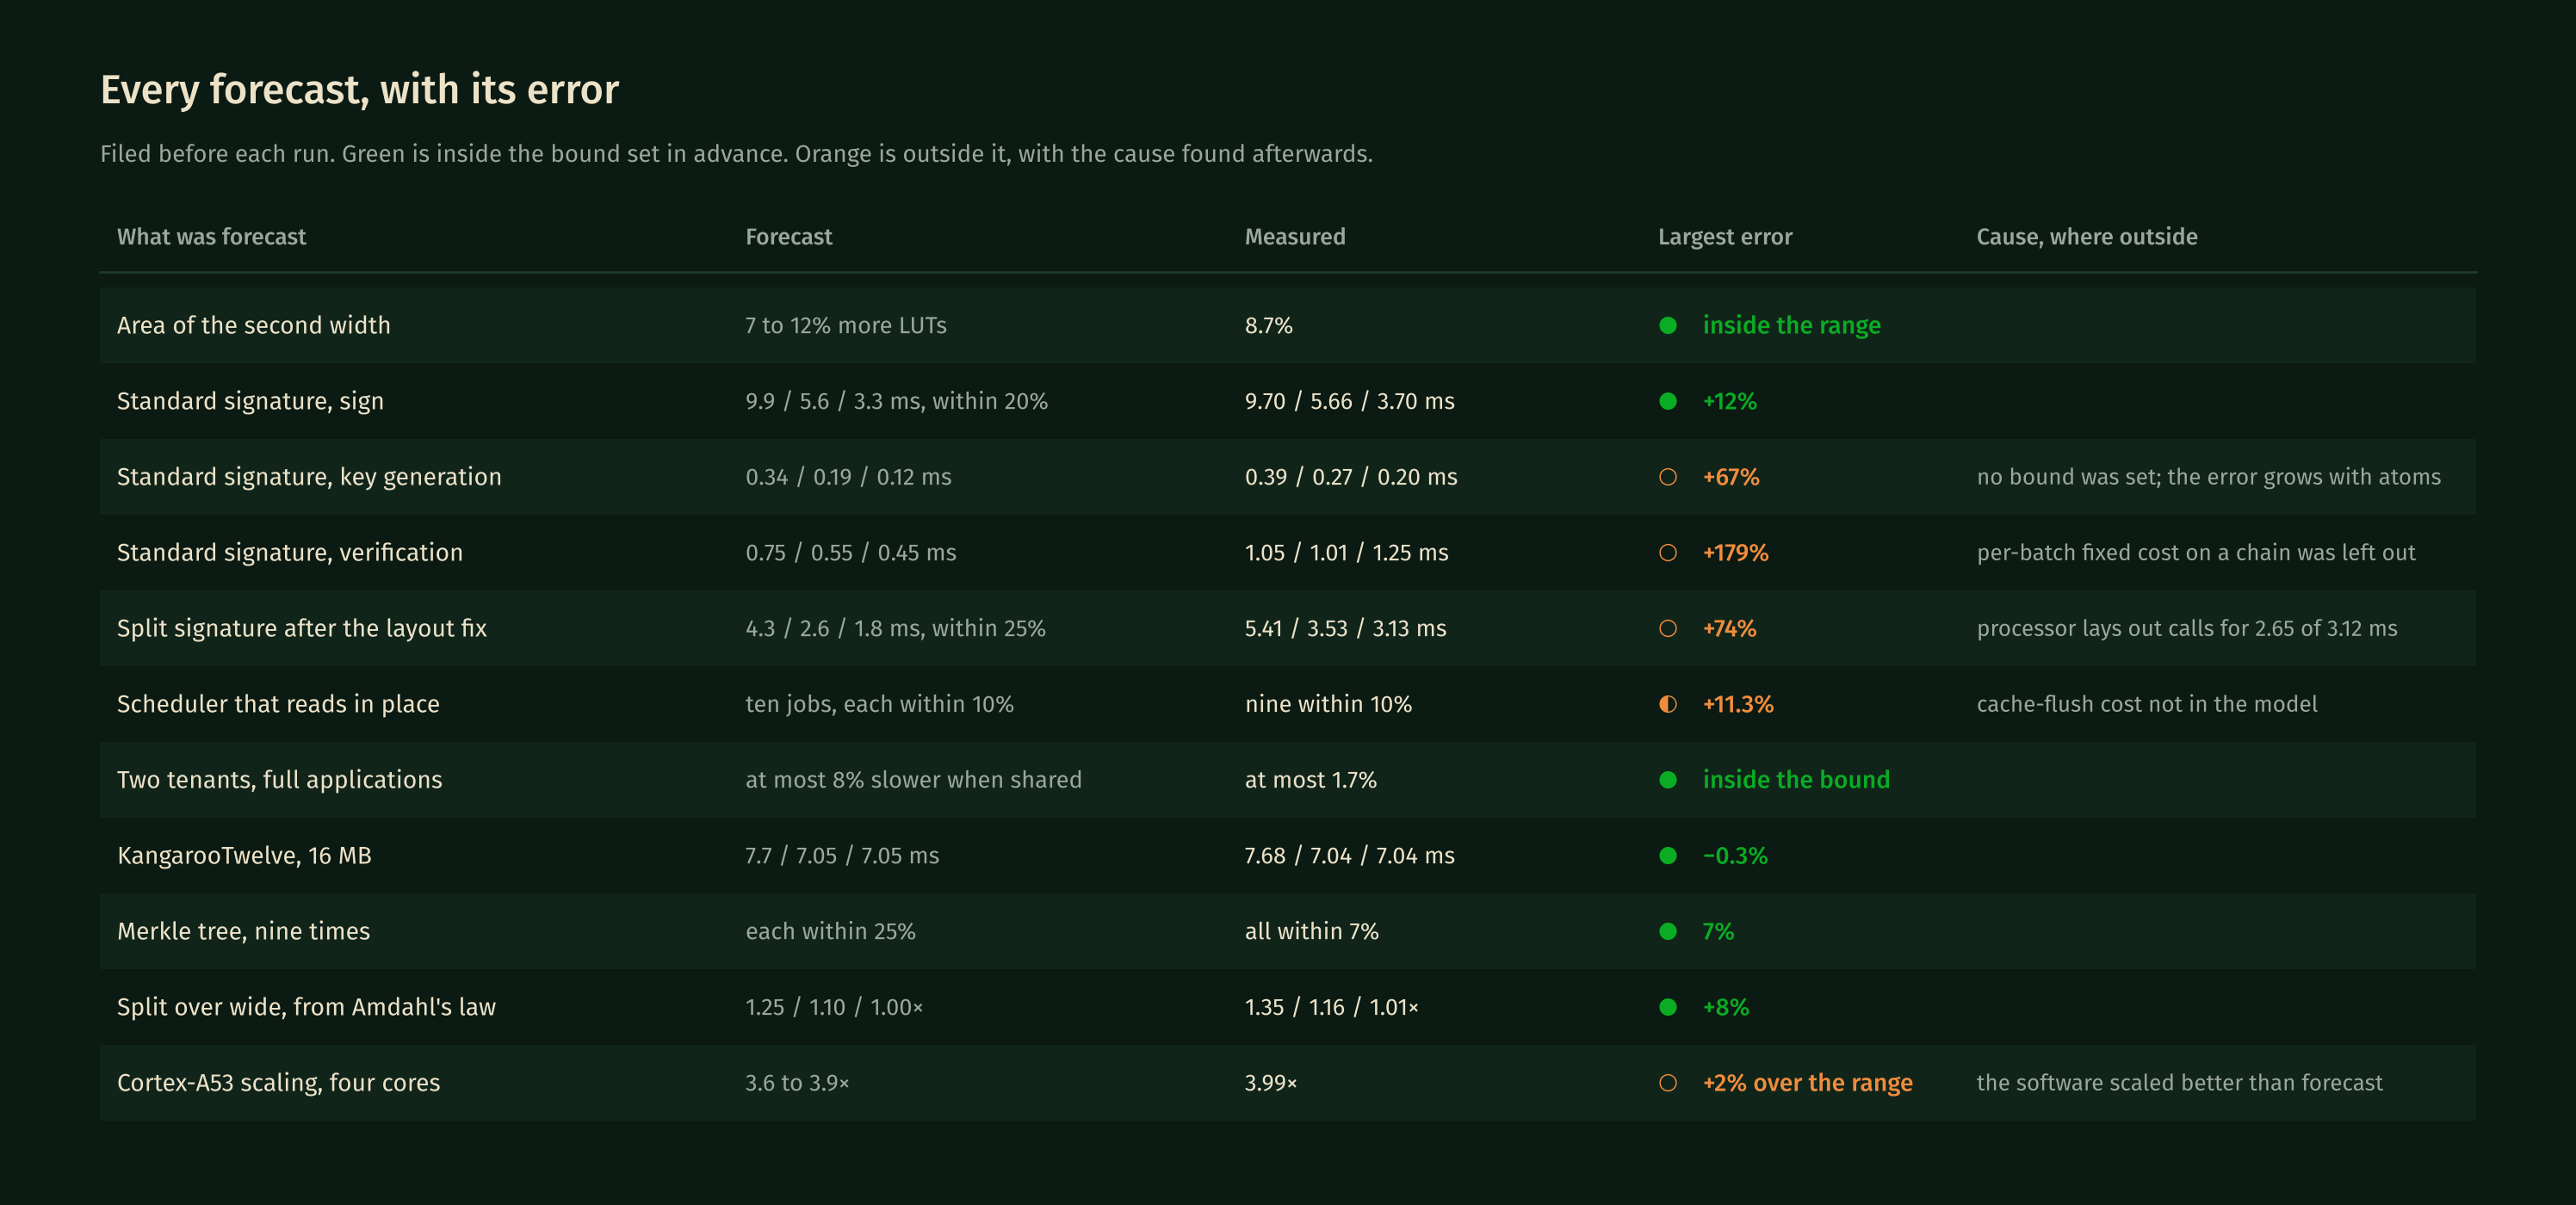 Every forecast, with its error
Filed before each run. Green is inside the bound set in advance. Orange is outside it, with the cause found afterwards.
What was forecast Forecast Measured Largest error Cause, where outside
Area of the second width 7 to 12% more LUTs 8.7% inside the range
Standard signature, sign 9.9 / 5.6 / 3.3 ms, within 20% 9.70 / 5.66 / 3.70 ms +12%
Standard signature, key generation 0.34 / 0.19 / 0.12 ms 0.39 / 0.27 / 0.20 ms +67% no bound was set; the error grows with atoms
Standard signature, verification 0.75 / 0.55 / 0.45 ms 1.05 / 1.01 / 1.25 ms +179% per-batch fixed cost on a chain was left out
Split signature after the layout fix 4.3 / 2.6 / 1.8 ms, within 25% 5.41 / 3.53 / 3.13 ms +74% processor lays out calls for 2.65 of 3.12 ms
Scheduler that reads in place ten jobs, each within 10% nine within 10% +11.3% cache-flush cost not in the model
Two tenants, full applications at most 8% slower when shared at most 1.7% inside the bound
KangarooTwelve, 16 MB 7.7 / 7.05 / 7.05 ms 7.68 / 7.04 / 7.04 ms −0.3%
Merkle tree, nine times each within 25% all within 7% 7%
Split over wide, from Amdahl's law 1.25 / 1.10 / 1.00× 1.35 / 1.16 / 1.01× +8%
Cortex-A53 scaling, four cores 3.6 to 3.9× 3.99× +2% over the range the software scaled better than forecast